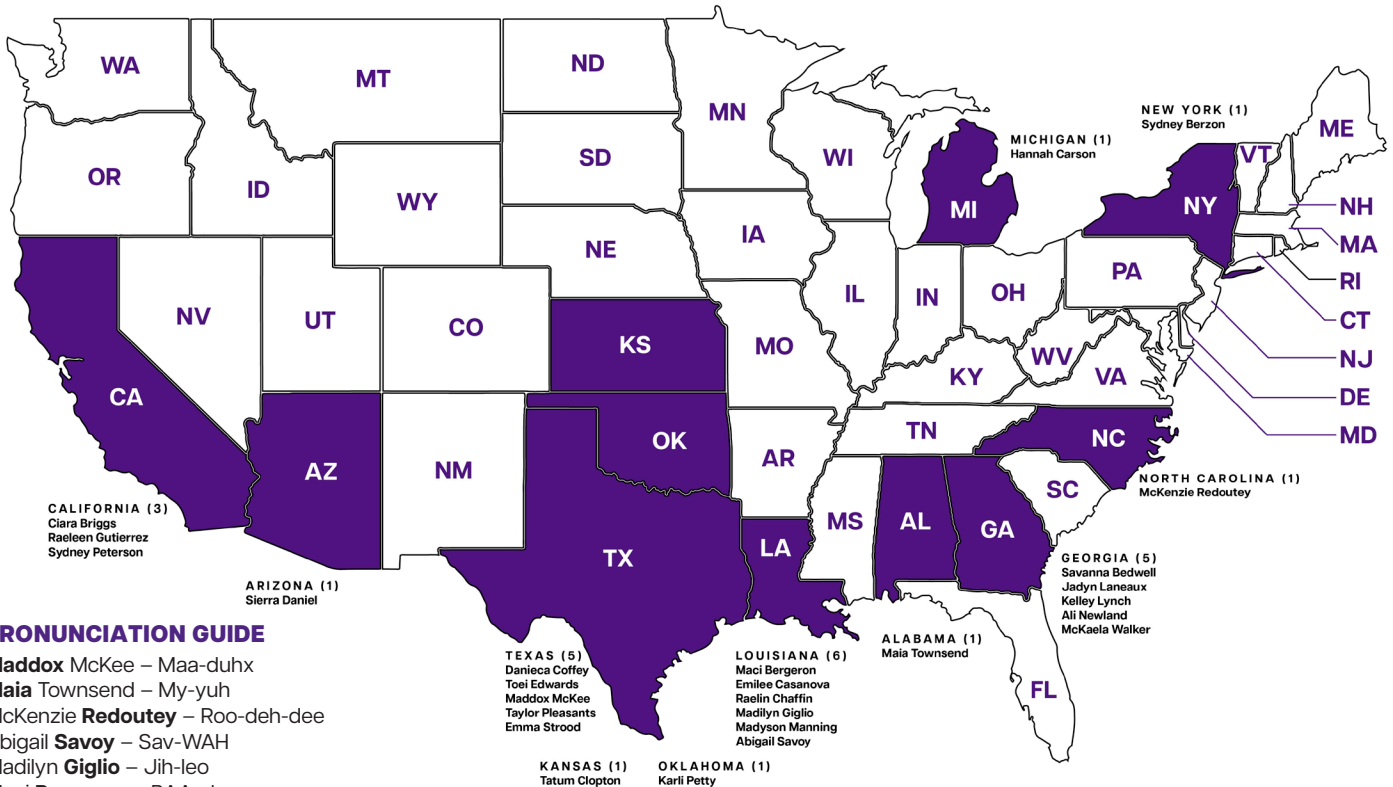 WA
MT
ND
MN
OR
ID
WY
SD
WI
MICHIGAN (1)
Hannah Carson
NEW YORK (1)
Sydney Berzon
VT
ME
MI
NY
NH
MA
RI
CT
NJ
DE
MD
NE
IA
NV
UT
CO
KS
MO
IL
IN
OH
PA
WV
VA
KY
CA
AZ
NM
OK
AR
TN
NC
SC
NORTH CAROLINA (1)
McKenzie Redoutey
TX
LA
MS
AL
GA
FL
CALIFORNIA (3)
Ciara Briggs
Raeleen Gutierrez
Sydney Peterson
ARIZONA (1)
Sierra Daniel
GEORGIA (5)
Savanna Bedwell
Jadyn Laneaux
Kelley Lynch
Ali Newland
McKaela Walker
ALABAMA (1)
Maia Townsend
TEXAS (5)
Danieca Coffey
Toei Edwards
Maddox McKee
Taylor Pleasants
Emma Strood
LOUISIANA (6)
Maci Bergeron
Emilee Casanova
Raelin Chaffin
Madilyn Giglio
Madyson Manning
Abigail Savoy
KANSAS (1)
Tatum Clopton
OKLAHOMA (1)
Karli Petty
RONUNCIATION GUIDE
addox McKee – Maa-duhx
aia Townsend – My-yuh
cKenzie Redoutey – Roo-deh-dee
bigail Savoy – Sav-WAH
adilyn Giglio – Jih-leo